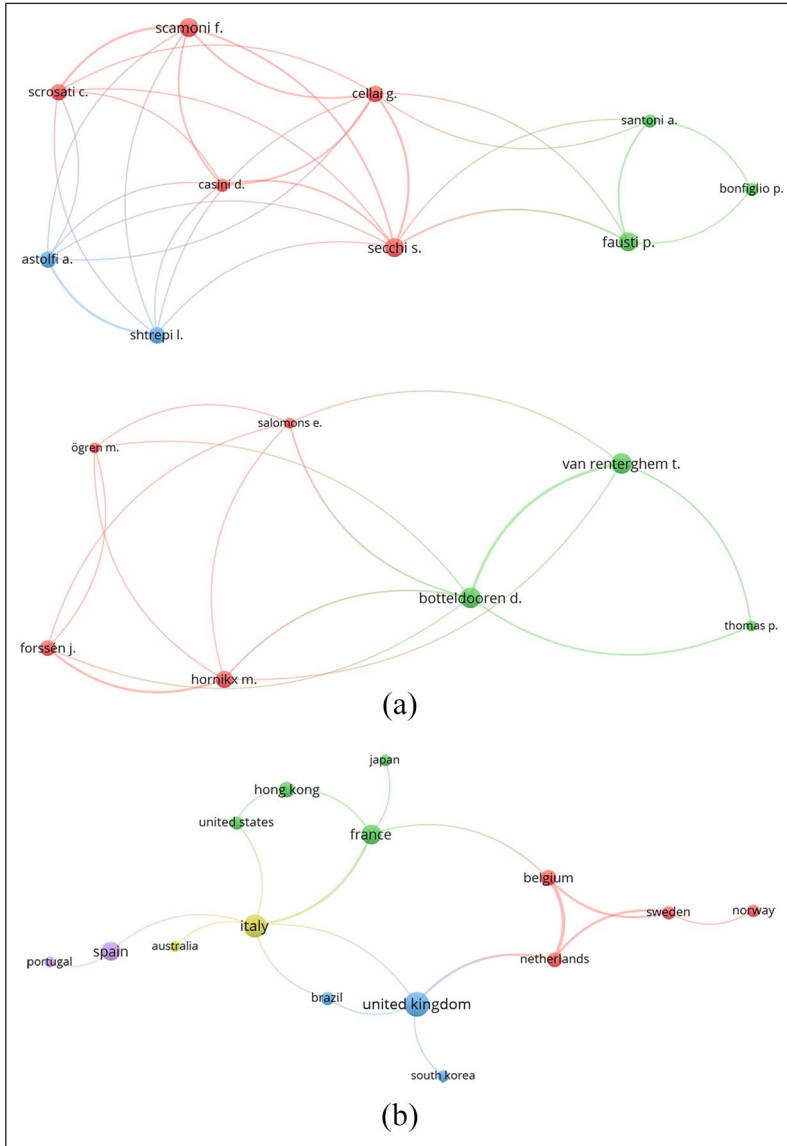 scamoni f.
scrosati c.
cellai g.
santoni a.
casini d.
bonfiglio p.
secchi s.
fausti p.
astolfi a.
shtrepi l.
salomons e.
ögren m.
van renterghem t.
botteldooren d.
thomas p.
forssén j.
hornikx m.
(a)
japan
hong kong
united states
france
belgium
sweden
norway
italy
australia
spain
portugal
netherlands
brazil
united kingdom
south korea
(b)